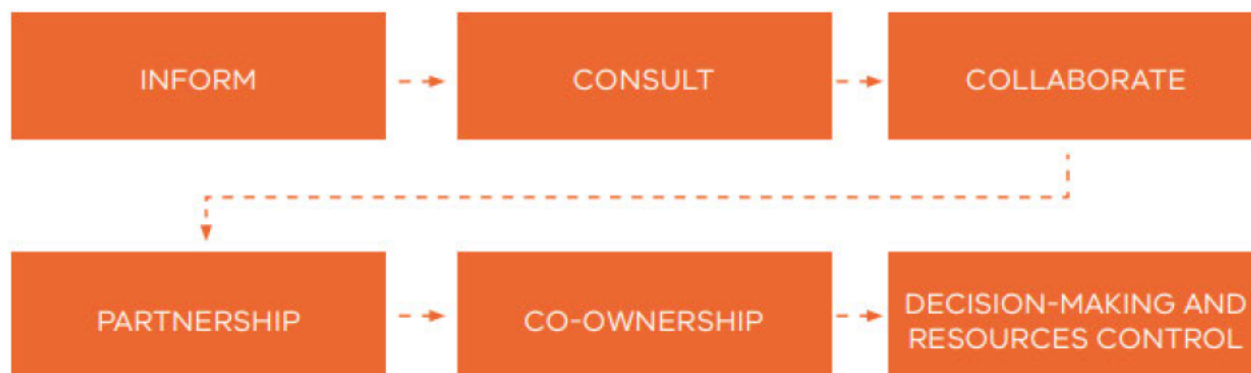 INFORM
CONSULT
COLLABORATE
PARTNERSHIP
CO-OWNERSHIP
DECISION-MAKING AND
RESOURCES CONTROL